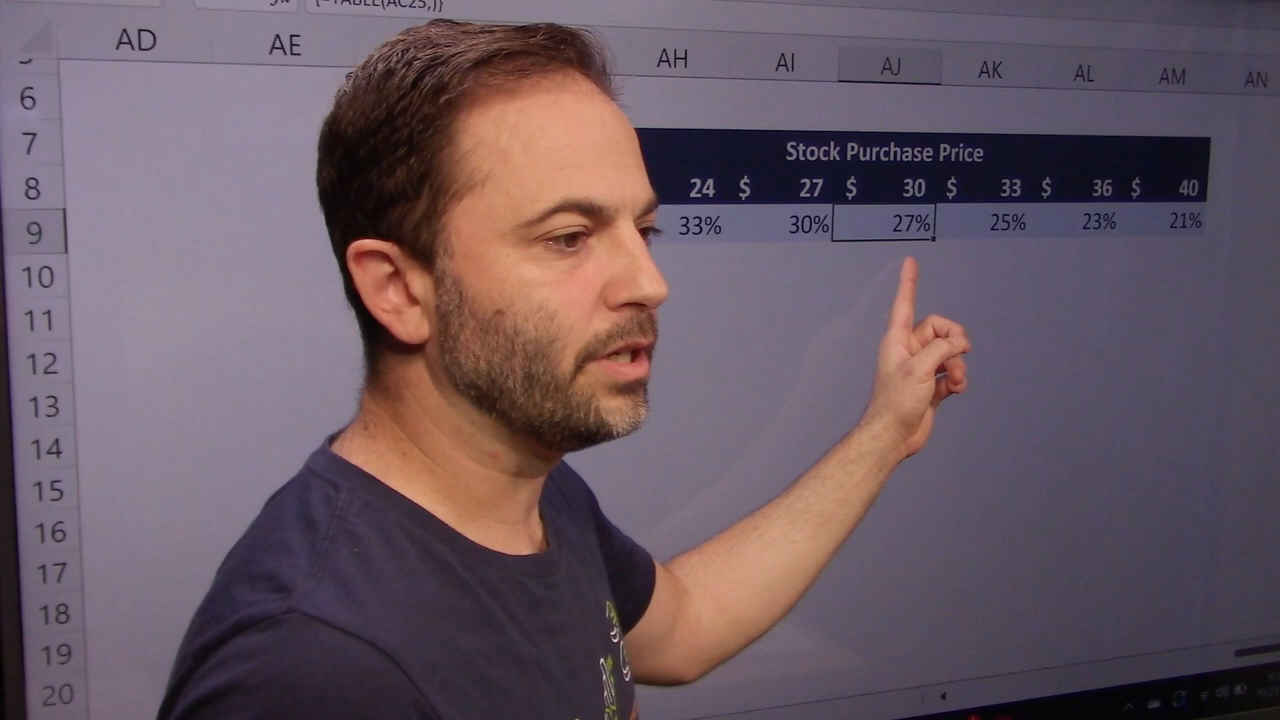 {=TABLE(AC25,)}
AD AE AH AI AJ AK AL AM AN
6
7 Stock Purchase Price
8 24 $ 27 $ 30 $ 33 $ 36 $ 40
9 33% 30% 27% 25% 23% 21%
10
11
12
13
14
15
16
17
18
19
20